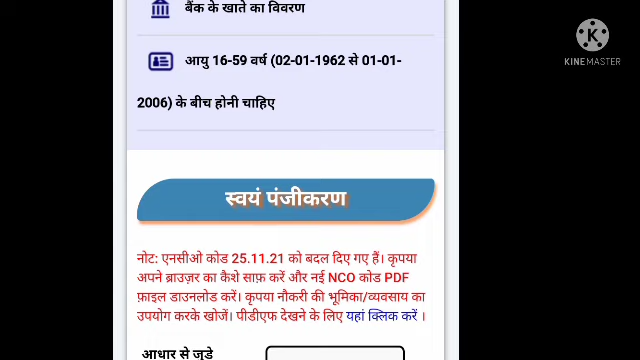 बैंक के खाते का विवरण
आयु 16-59 वर्ष (02-01-1962 से 01-01-
2006) के बीच होनी चाहिए
K
KINEMASTER
स्वयं पंजीकरण
नोट: एनसीओ कोड 25.11.21 को बदल दिए गए हैं। कृपया
अपने ब्राउज़र का कैशे साफ़ करें और नई NCO कोड PDF
फ़ाइल डाउनलोड करें। कृपया नौकरी की भूमिका/व्यवसाय का
उपयोग करके खोजें। पीडीएफ देखने के लिए यहां क्लिक करें ।
आधार से जुड़े